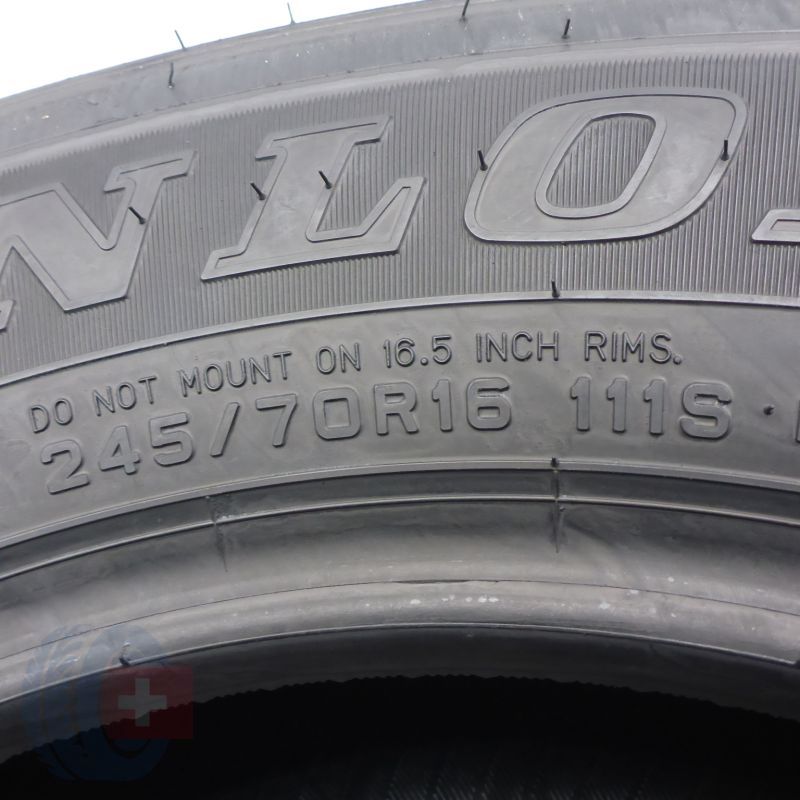 NLO
DO NOT MOUNT ON 16.5 INCH RIMS.
245/70R16 111S ·